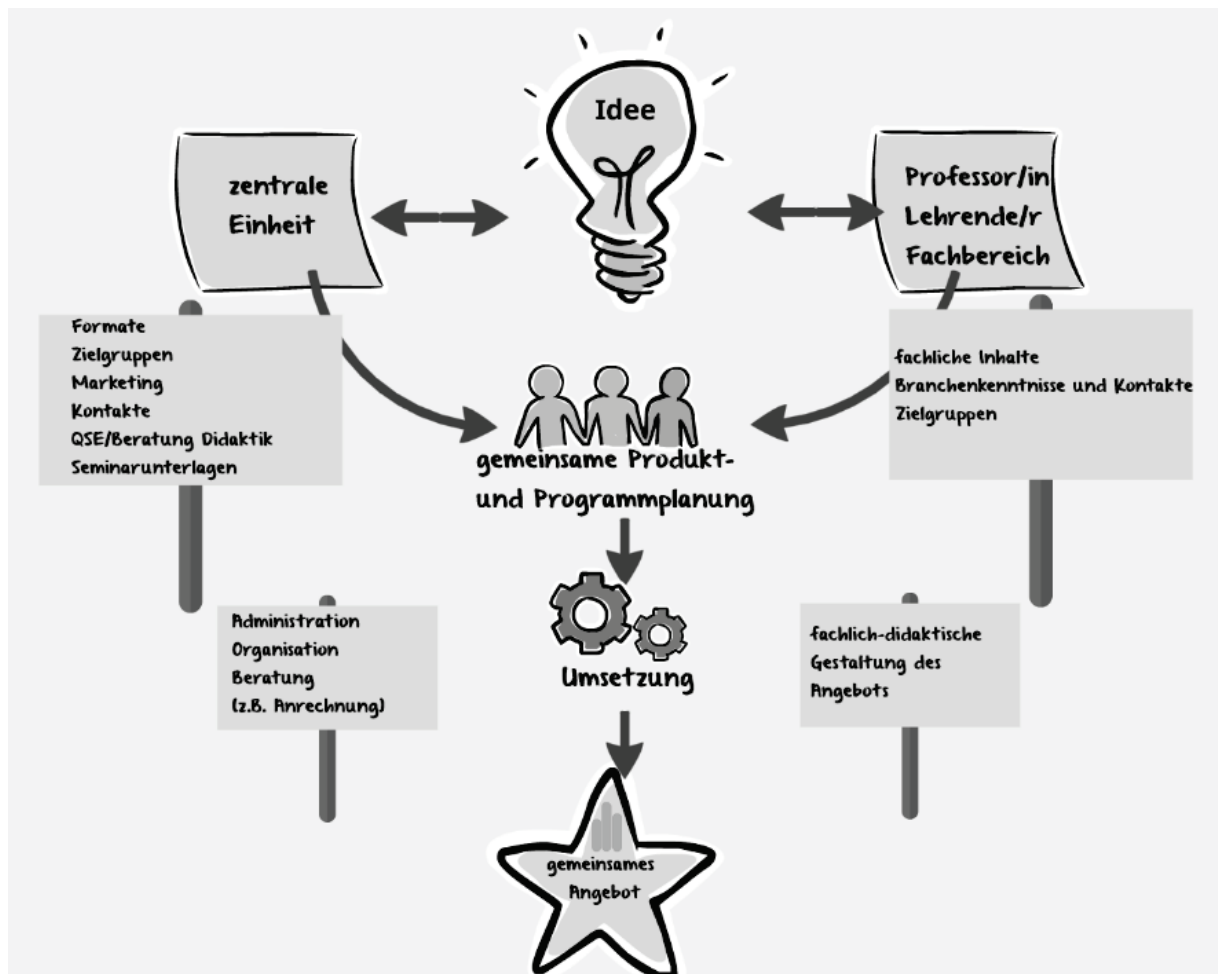 Idee
zentrale
Einheit
Professor/in
Lehrende/r
Fachbereich
Formate
Zielgruppen
Marketing
Kontakte
QSE/Beratung Didaktik
Seminarunterlagen
fachliche Inhalte
Branchenkenntnisse und Kontakte
Zielgruppen
gemeinsame Produkt-
und Programmplanung
Administration
Organisation
Beratung
(z.B. Anrechnung)
Umsetzung
fachlich-didaktische
Gestaltung des
Angebots
gemeinsames
Angebot